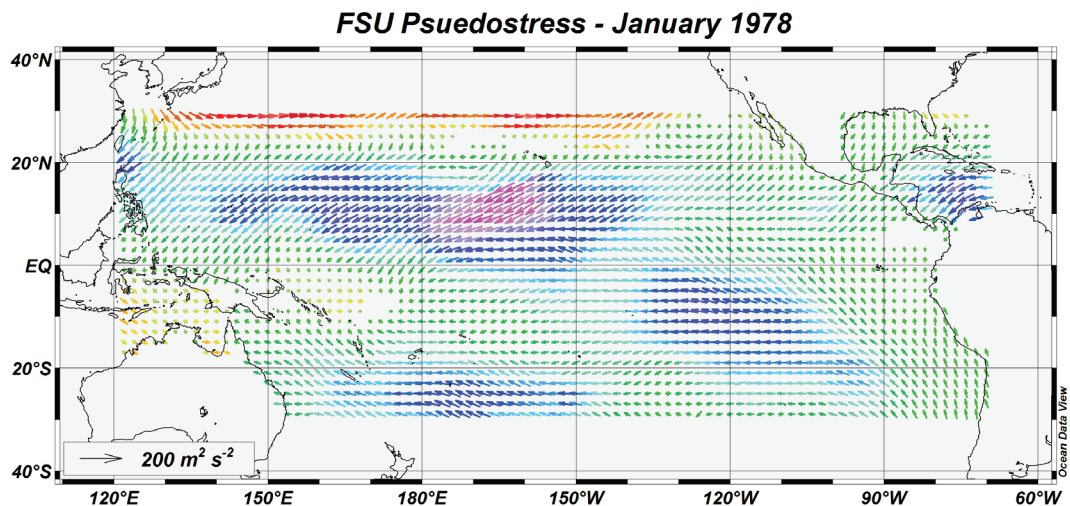 FSU Psuedostress - January 1978
40°N
20°N
EQ
20°S
40°S
200 m² s⁻²
120°E 150°E 180°E 150°W 120°W 90°W 60°W
Ocean Data View